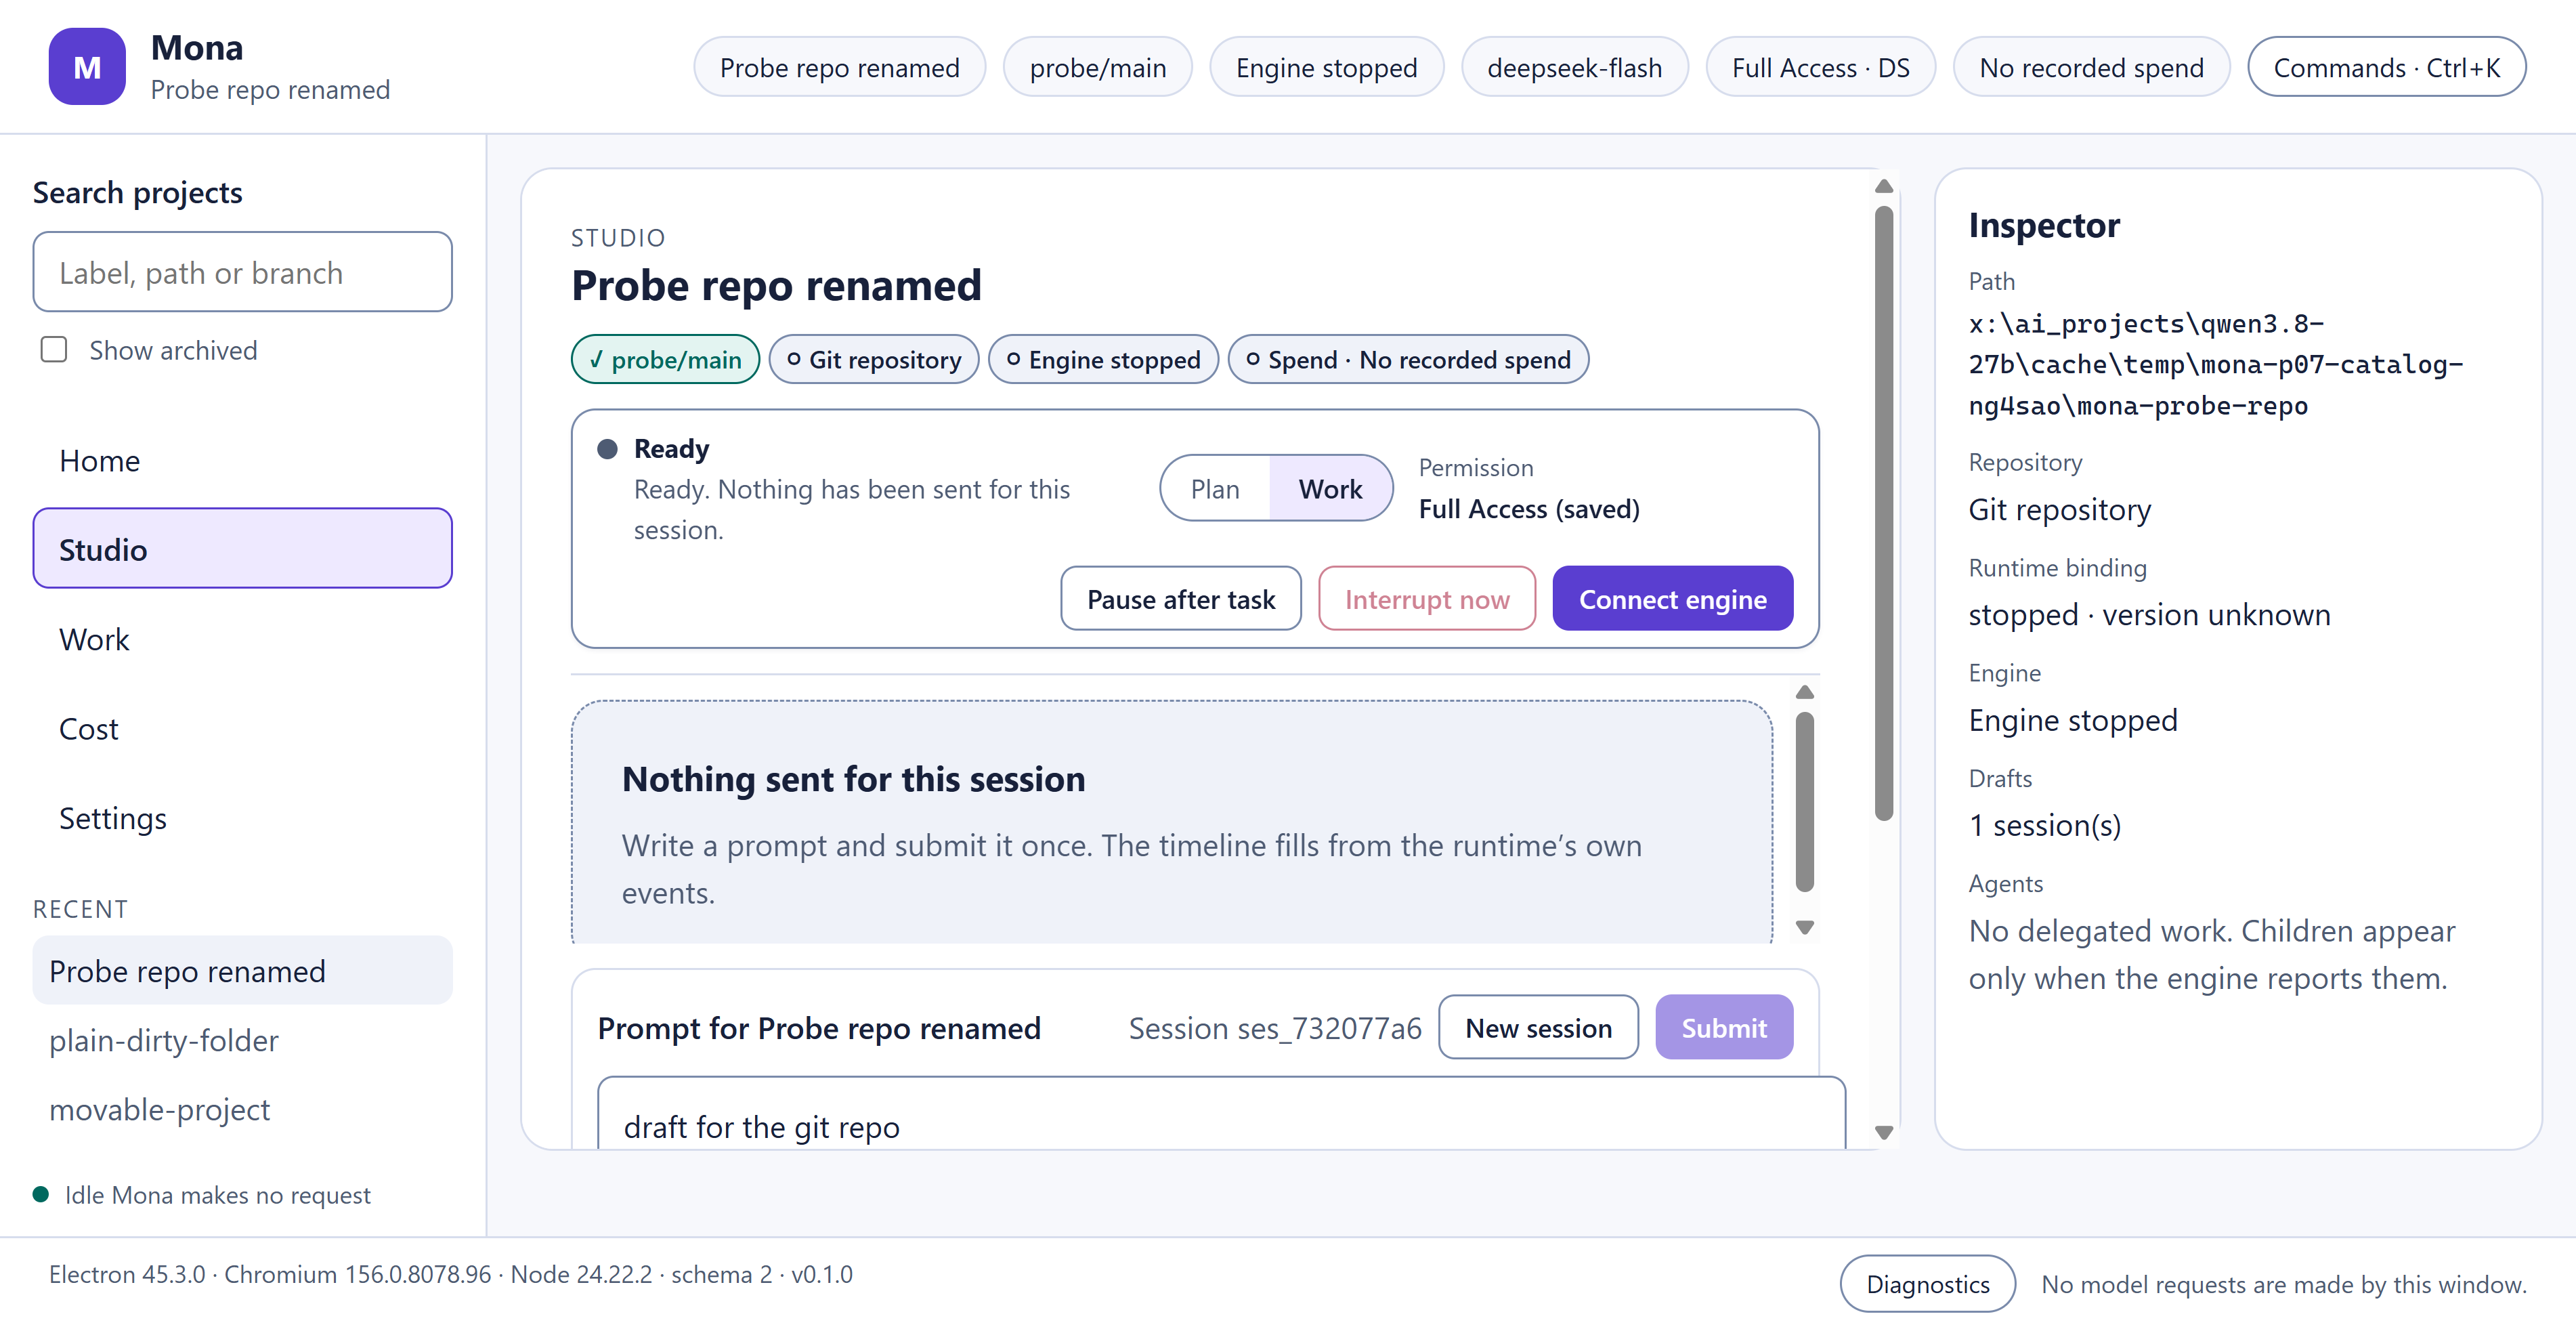 M
Mona
Probe repo renamed
Probe repo renamed
probe/main
Engine stopped
deepseek-flash
Full Access · DS
No recorded spend
Commands · Ctrl+K
Search projects
Label, path or branch
Show archived
Home
Studio
Work
Cost
Settings
RECENT
Probe repo renamed
plain-dirty-folder
movable-project
Idle Mona makes no request
STUDIO
Probe repo renamed
✓ probe/main
Git repository
Engine stopped
Spend · No recorded spend
Ready
Ready. Nothing has been sent for this
session.
Plan
Work
Permission
Full Access (saved)
Pause after task
Interrupt now
Connect engine
Nothing sent for this session
Write a prompt and submit it once. The timeline fills from the runtime’s own
events.
Prompt for Probe repo renamed
Session ses_732077a6
New session
Submit
draft for the git repo
Inspector
Path
x:\ai_projects\qwen3.8-
27b\cache\temp\mona-p07-catalog-
ng4sao\mona-probe-repo
Repository
Git repository
Runtime binding
stopped · version unknown
Engine
Engine stopped
Drafts
1 session(s)
Agents
No delegated work. Children appear
only when the engine reports them.
Electron 45.3.0 · Chromium 156.0.8078.96 · Node 24.22.2 · schema 2 · v0.1.0
Diagnostics
No model requests are made by this window.